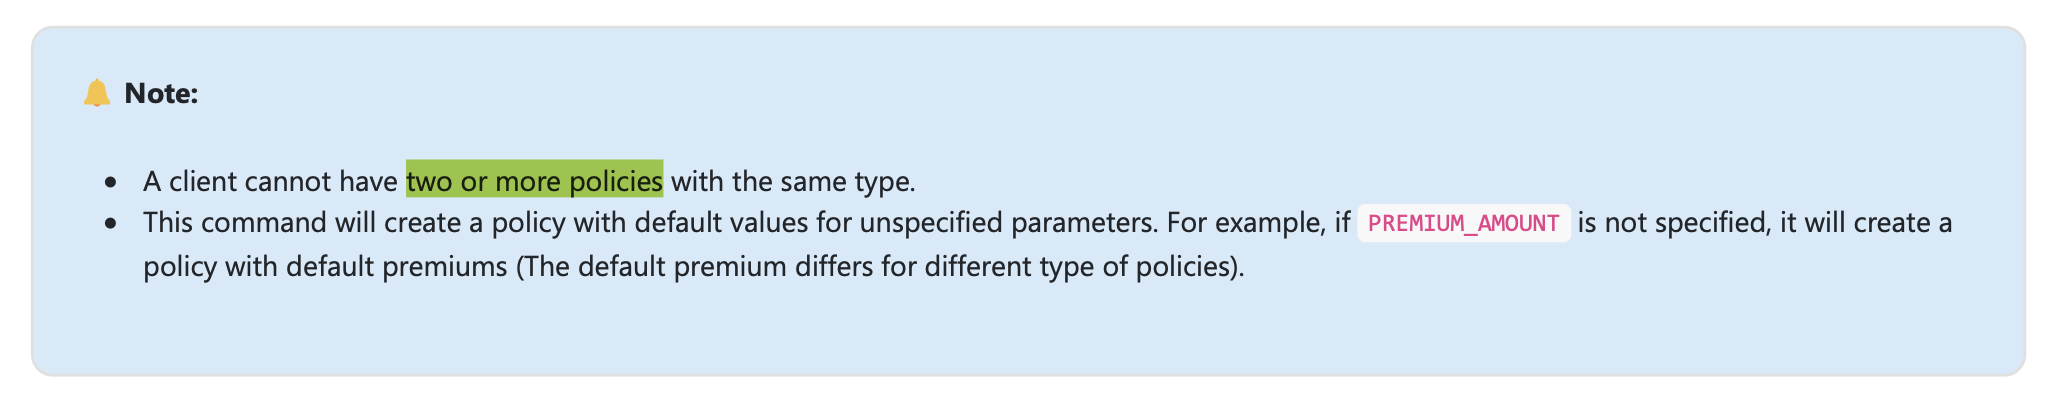 Note:
A client cannot have two or more policies with the same type.
This command will create a policy with default values for unspecified parameters. For example, if PREMIUM_AMOUNT is not specified, it will create a
policy with default premiums (The default premium differs for different type of policies).